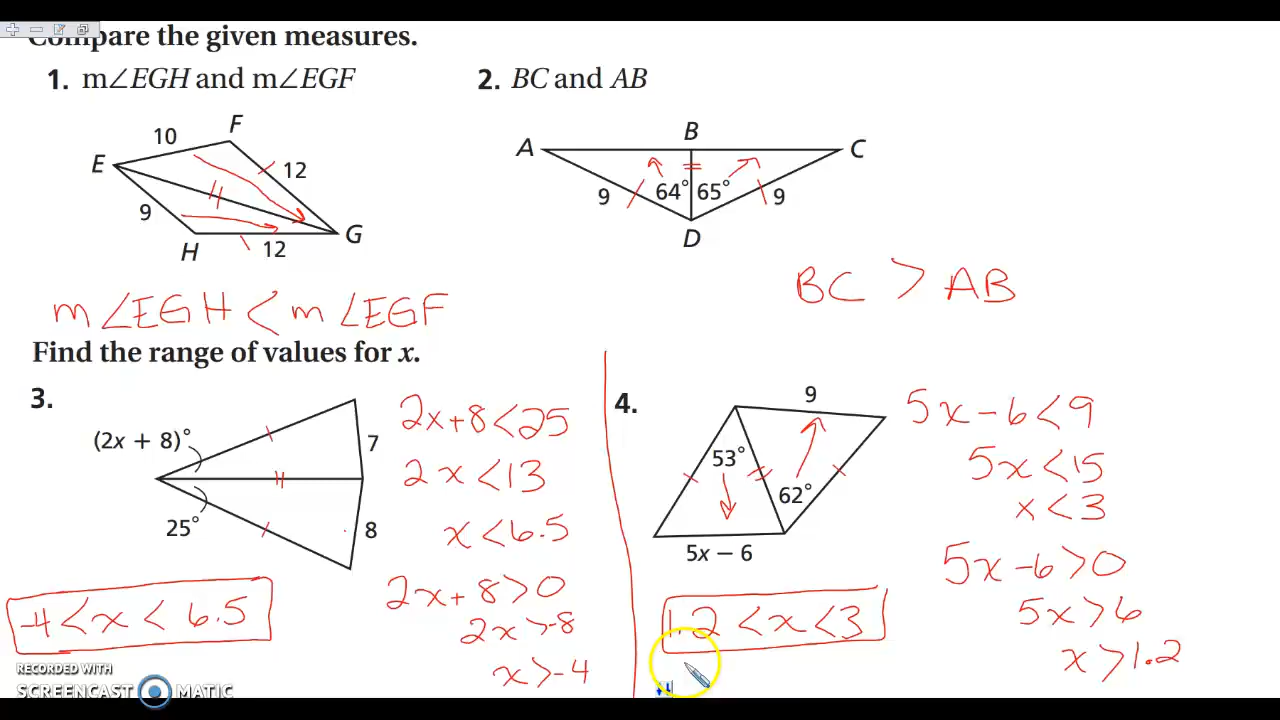 Compare the given measures.
1. m∠EGH and m∠EGF
2. BC and AB
10
F
E
12
9
H
12
G
A
B
C
9
64°
65°
9
D
m∠EGH < m∠EGF
BC > AB
Find the range of values for x.
3.
(2x + 8)°
7
25°
8
2x+8<25
2x<13
x<6.5
2x+8>0
2x>-8
x>-4
-4<x<6.5
4.
9
53°
62°
5x − 6
5x-6<9
5x<15
x<3
5x-6>0
5x>6
x>1.2
1.2<x<3
RECORDED WITH
SCREENCAST MATIC